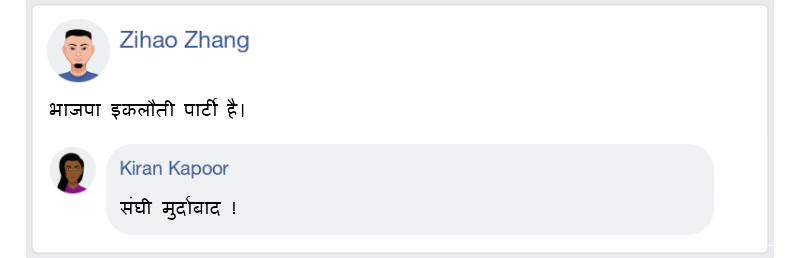 Zihao Zhang
भाजपा इकलौती पार्टी है।
Kiran Kapoor
संघी मुर्दाबाद !